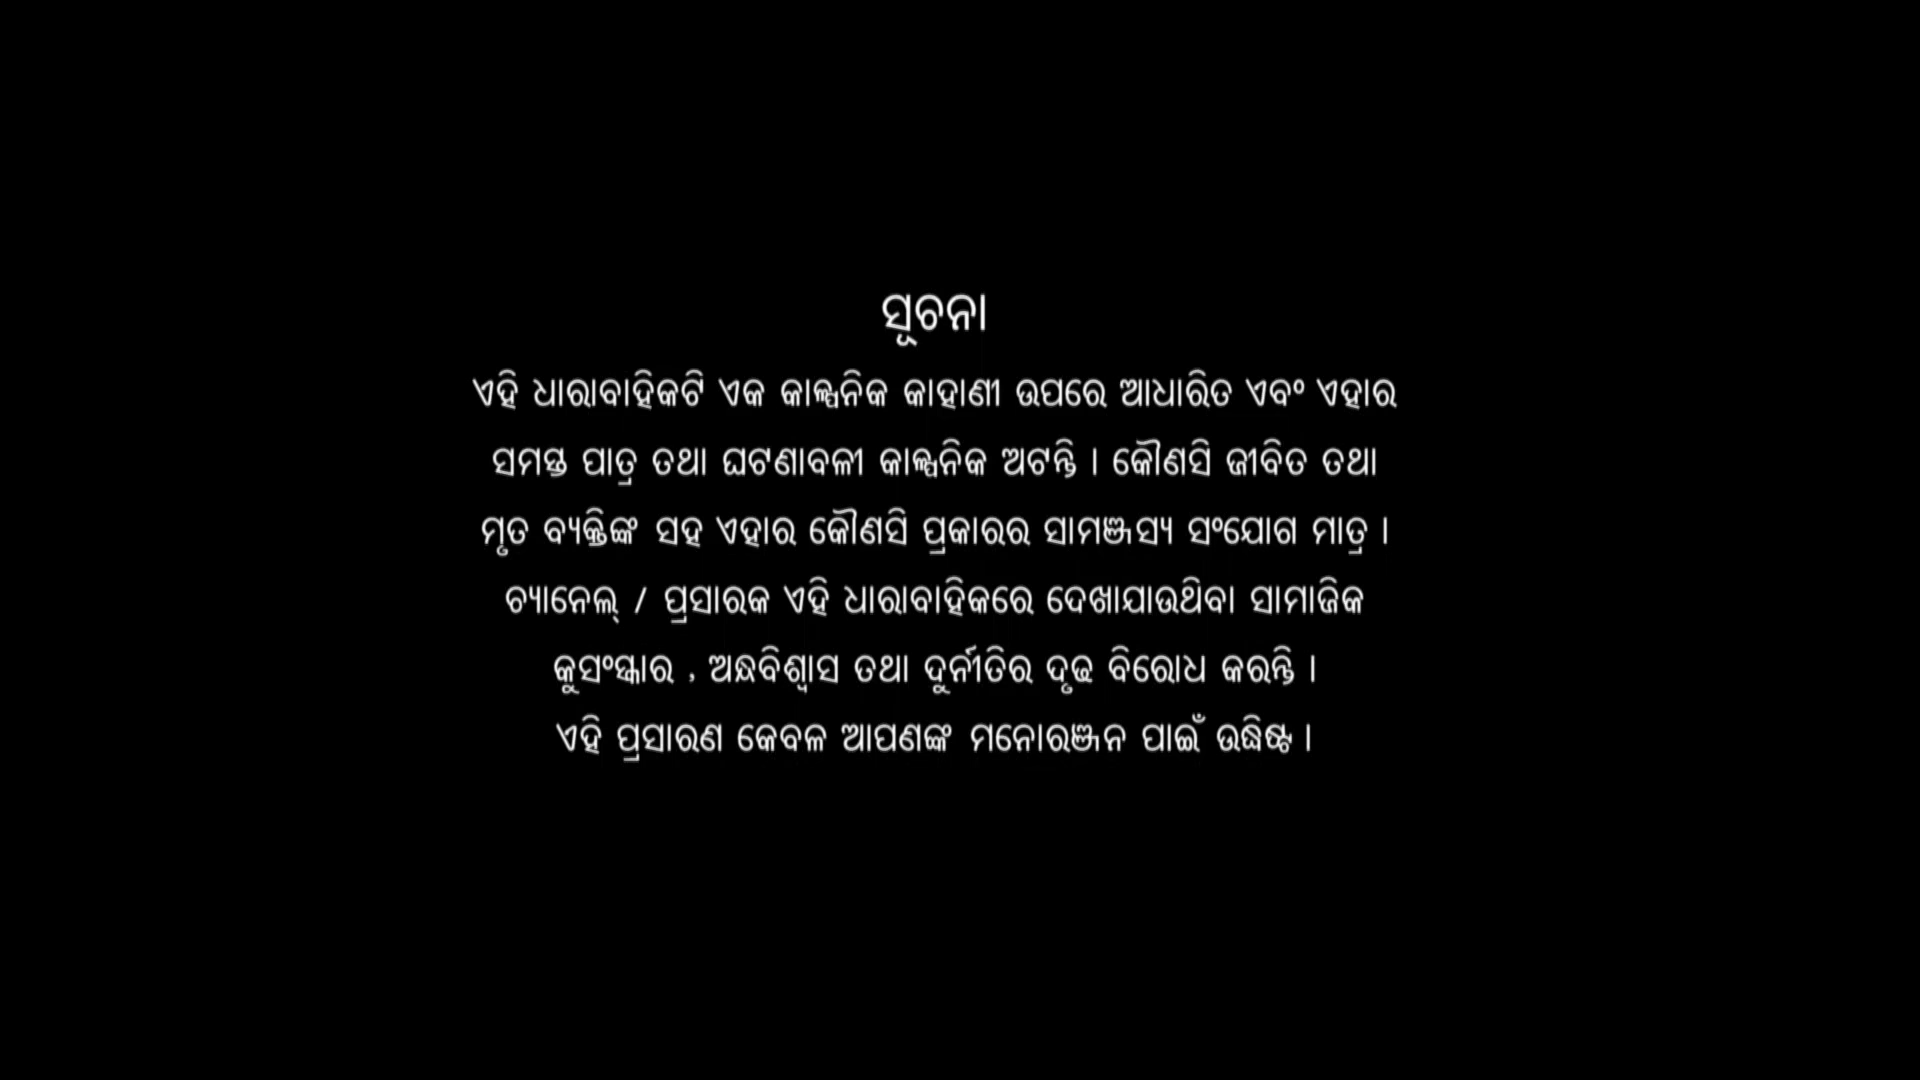 ସୂଚନା
ଏହି ଧାରାବାହିକଟି ଏକ କାଳ୍ପନିକ କାହାଣୀ ଉପରେ ଆଧାରିତ ଏବଂ ଏହାର
ସମସ୍ତ ପାତ୍ର ତଥା ଘଟଣାବଳୀ କାଳ୍ପନିକ ଅଟନ୍ତି । କୌଣସି ଜୀବିତ ତଥା
ମୃତ ବ୍ୟକ୍ତିଙ୍କ ସହ ଏହାର କୌଣସି ପ୍ରକାରର ସାମଞ୍ଜସ୍ୟ ସଂଯୋଗ ମାତ୍ର ।
ଚ୍ୟାନେଲ୍ / ପ୍ରସାରକ ଏହି ଧାରାବାହିକରେ ଦେଖାଯାଉଥିବା ସାମାଜିକ
କୁସଂସ୍କାର , ଅନ୍ଧବିଶ୍ୱାସ ତଥା ଦୁର୍ନୀତିର ଦୃଢ ବିରୋଧ କରନ୍ତି ।
ଏହି ପ୍ରସାରଣ କେବଳ ଆପଣଙ୍କ ମନୋରଞ୍ଜନ ପାଇଁ ଉଦ୍ଧିଷ୍ଟ ।